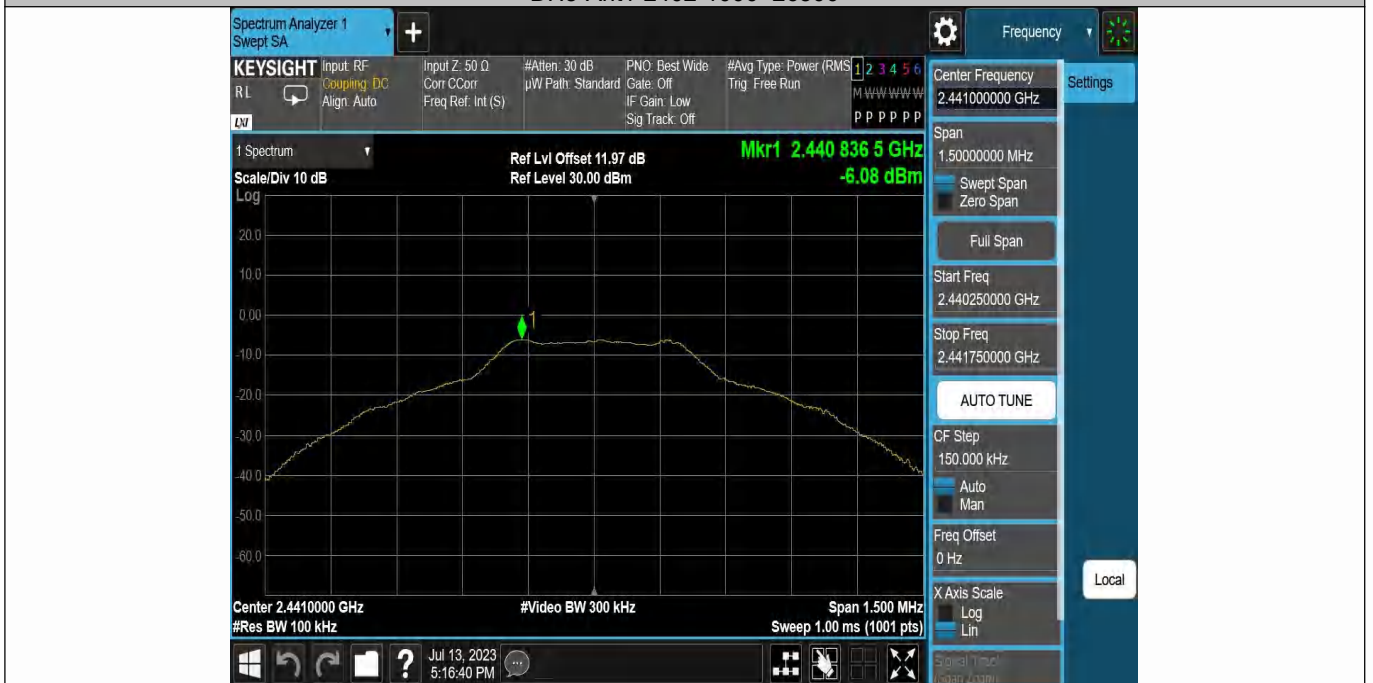 Spectrum Analyzer 1
Swept SA
+
Frequency
KEYSIGHT
RL
LXI
Input: RF
Coupling: DC
Align: Auto
Input Z: 50 Ω
Corr CCorr
Freq Ref: Int (S)
#Atten: 30 dB
µW Path: Standard
PNO: Best Wide
Gate: Off
IF Gain: Low
Sig Track: Off
#Avg Type: Power (RMS
Trig: Free Run
1 2 3 4 5 6
M W W W W W
P P P P P P
Center Frequency
2.441000000 GHz
Settings
Span
1.50000000 MHz
Swept Span
Zero Span
Full Span
Start Freq
2.440250000 GHz
Stop Freq
2.441750000 GHz
AUTO TUNE
CF Step
150.000 kHz
Auto
Man
Freq Offset
0 Hz
X Axis Scale
Log
Lin
Signal Track
(Span Zoom)
Local
1 Spectrum
Scale/Div 10 dB
Log
Ref Lvl Offset 11.97 dB
Ref Level 30.00 dBm
Mkr1 2.440 836 5 GHz
-6.08 dBm
20.0
10.0
0.00
-10.0
-20.0
-30.0
-40.0
-50.0
-60.0
1
Center 2.4410000 GHz
#Res BW 100 kHz
#Video BW 300 kHz
Span 1.500 MHz
Sweep 1.00 ms (1001 pts)
?
Jul 13, 2023
5:16:40 PM